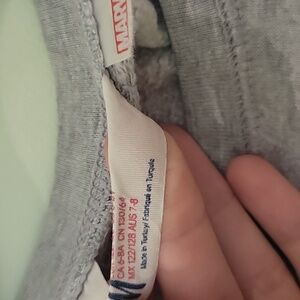 MARV
CA 6-8A CN 130/64
MX 122/128 AUS 7-8
M
Made in Turkey/ Fabriqué en Turquie